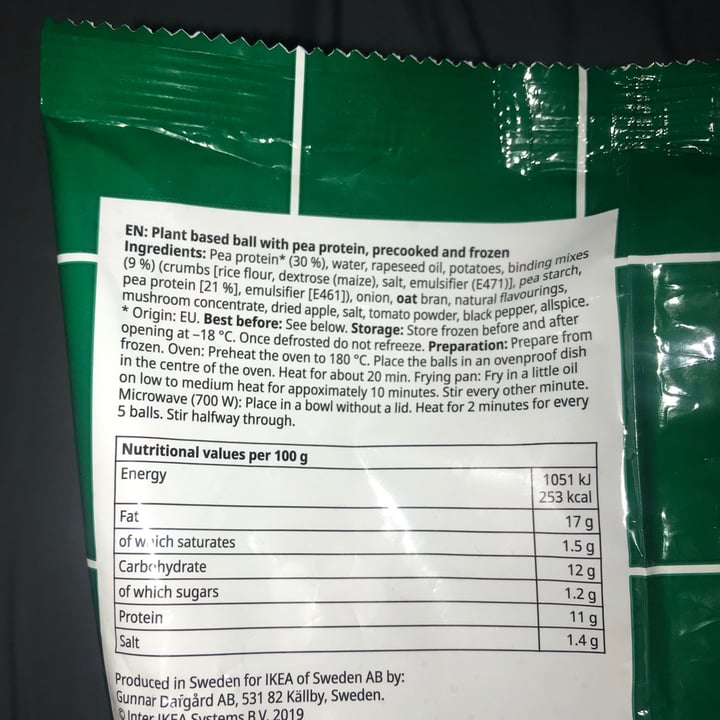 EN: Plant based ball with pea protein, precooked and frozen
Ingredients: Pea protein* (30 %), water, rapeseed oil, potatoes, binding mixes
(9 %) (crumbs [rice flour, dextrose (maize), salt, emulsifier (E471)], pea starch,
pea protein [21 %], emulsifier [E461]), onion, oat bran, natural flavourings,
mushroom concentrate, dried apple, salt, tomato powder, black pepper, allspice.
* Origin: EU. Best before: See below. Storage: Store frozen before and after
opening at –18 °C. Once defrosted do not refreeze. Preparation: Prepare from
frozen. Oven: Preheat the oven to 180 °C. Place the balls in an ovenproof dish
in the centre of the oven. Heat for about 20 min. Frying pan: Fry in a little oil
on low to medium heat for appoximately 10 minutes. Stir every other minute.
Microwave (700 W): Place in a bowl without a lid. Heat for 2 minutes for every
5 balls. Stir halfway through.
Nutritional values per 100 g
Energy 1051 kJ
253 kcal
Fat 17 g
of which saturates 1.5 g
Carbohydrate 12 g
of which sugars 1.2 g
Protein 11 g
Salt 1.4 g
Produced in Sweden for IKEA of Sweden AB by:
Gunnar Dafgård AB, 531 82 Källby, Sweden.
© Inter IKEA Systems B.V. 2019